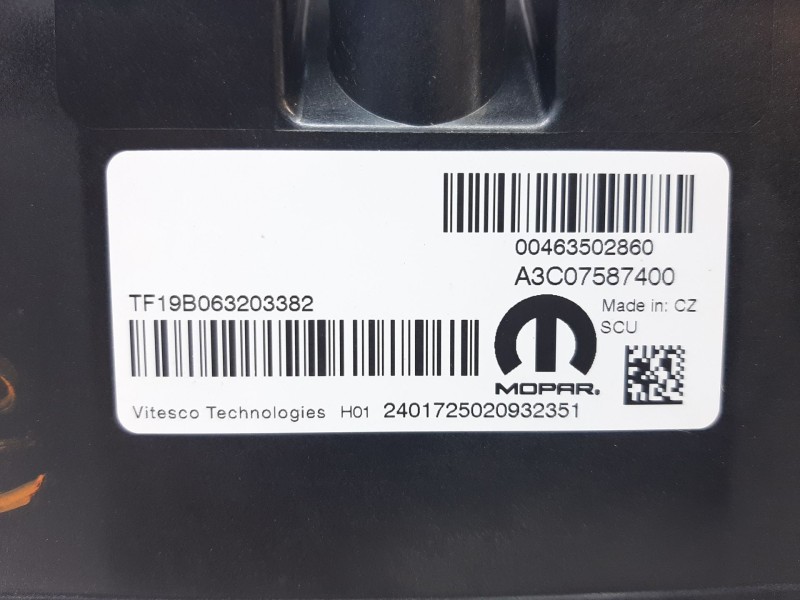 00463502860
A3C07587400
TF19B063203382
Made in: CZ
SCU
MOPAR®
Vitesco Technologies H01 2401725020932351